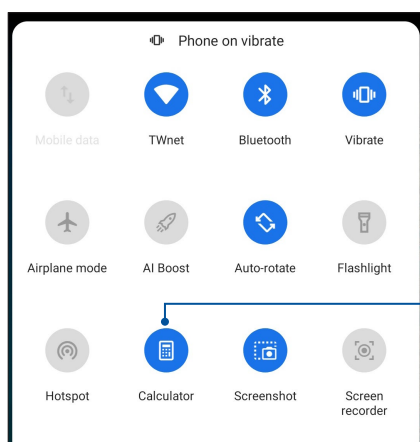 Phone on vibrate
Mobile data
TWnet
Bluetooth
Vibrate
Airplane mode
AI Boost
Auto-rotate
Flashlight
Hotspot
Calculator
Screenshot
Screen
recorder